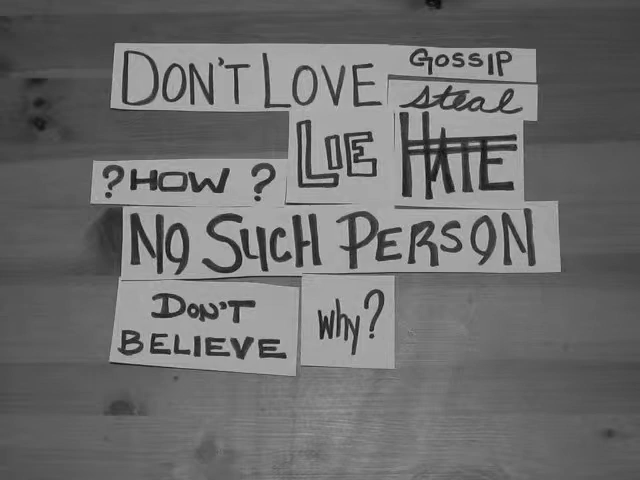 DON'T LOVE
GOSSIP
steal
LIE
HATE
? HOW ?
NO SUCH PERSON
DON'T
BELIEVE
why?